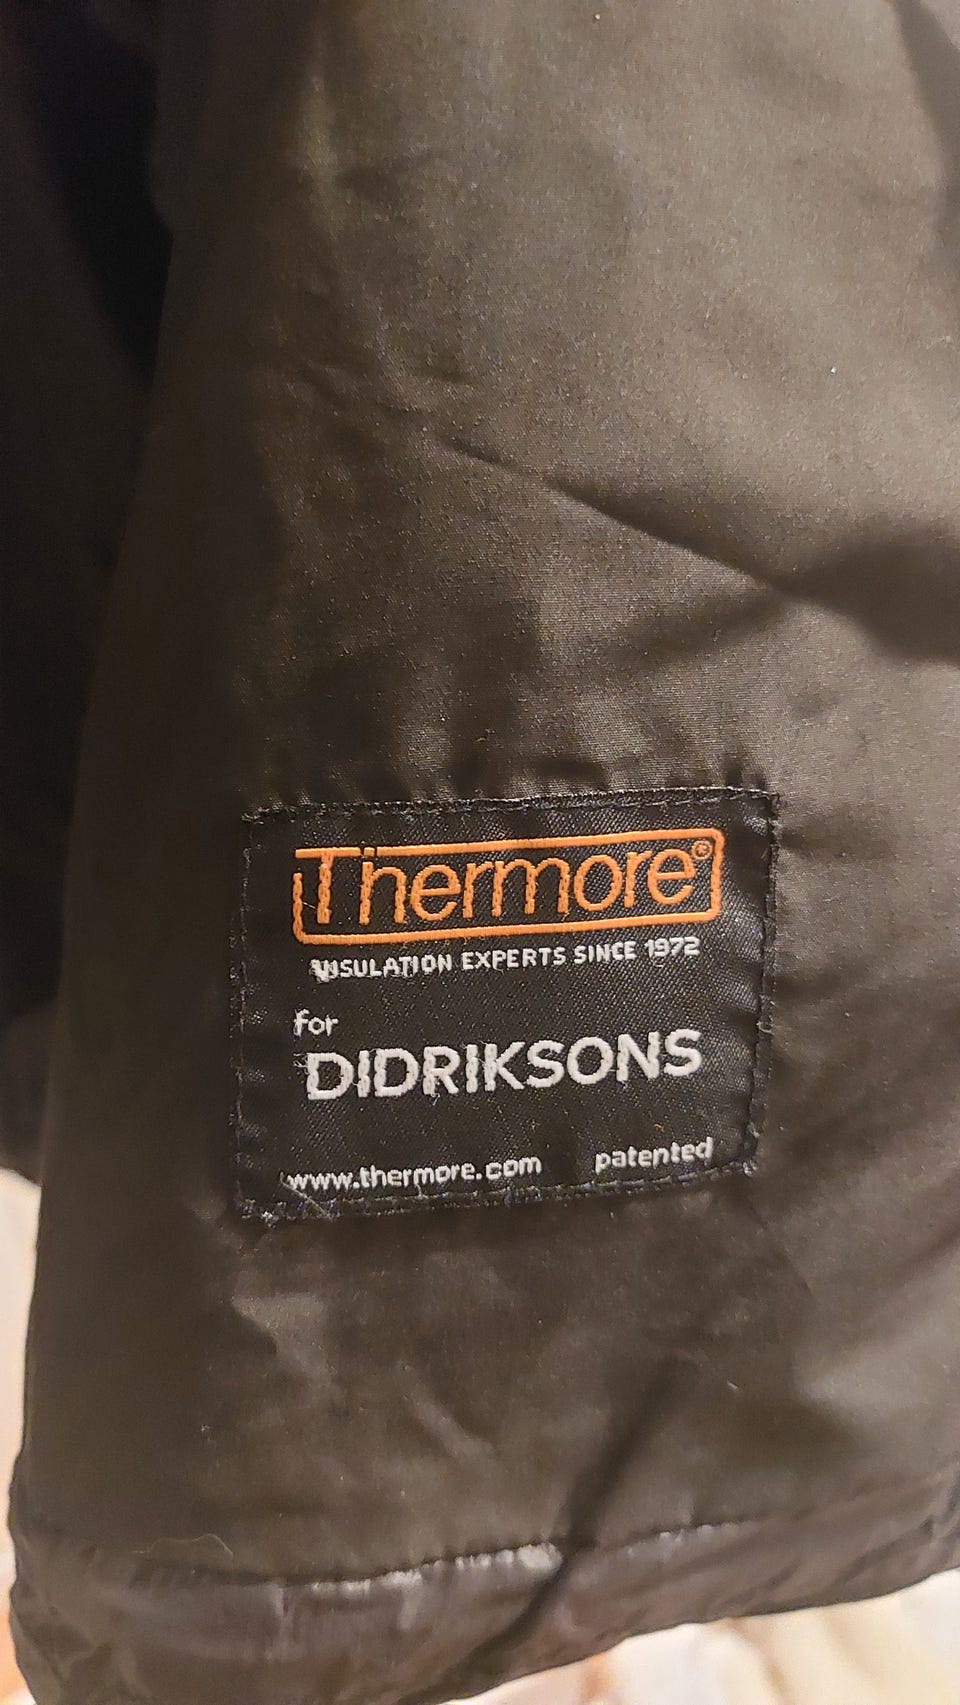 Thermore®
INSULATION EXPERTS SINCE 1972
for
DIDRIKSONS
www.thermore.com patented